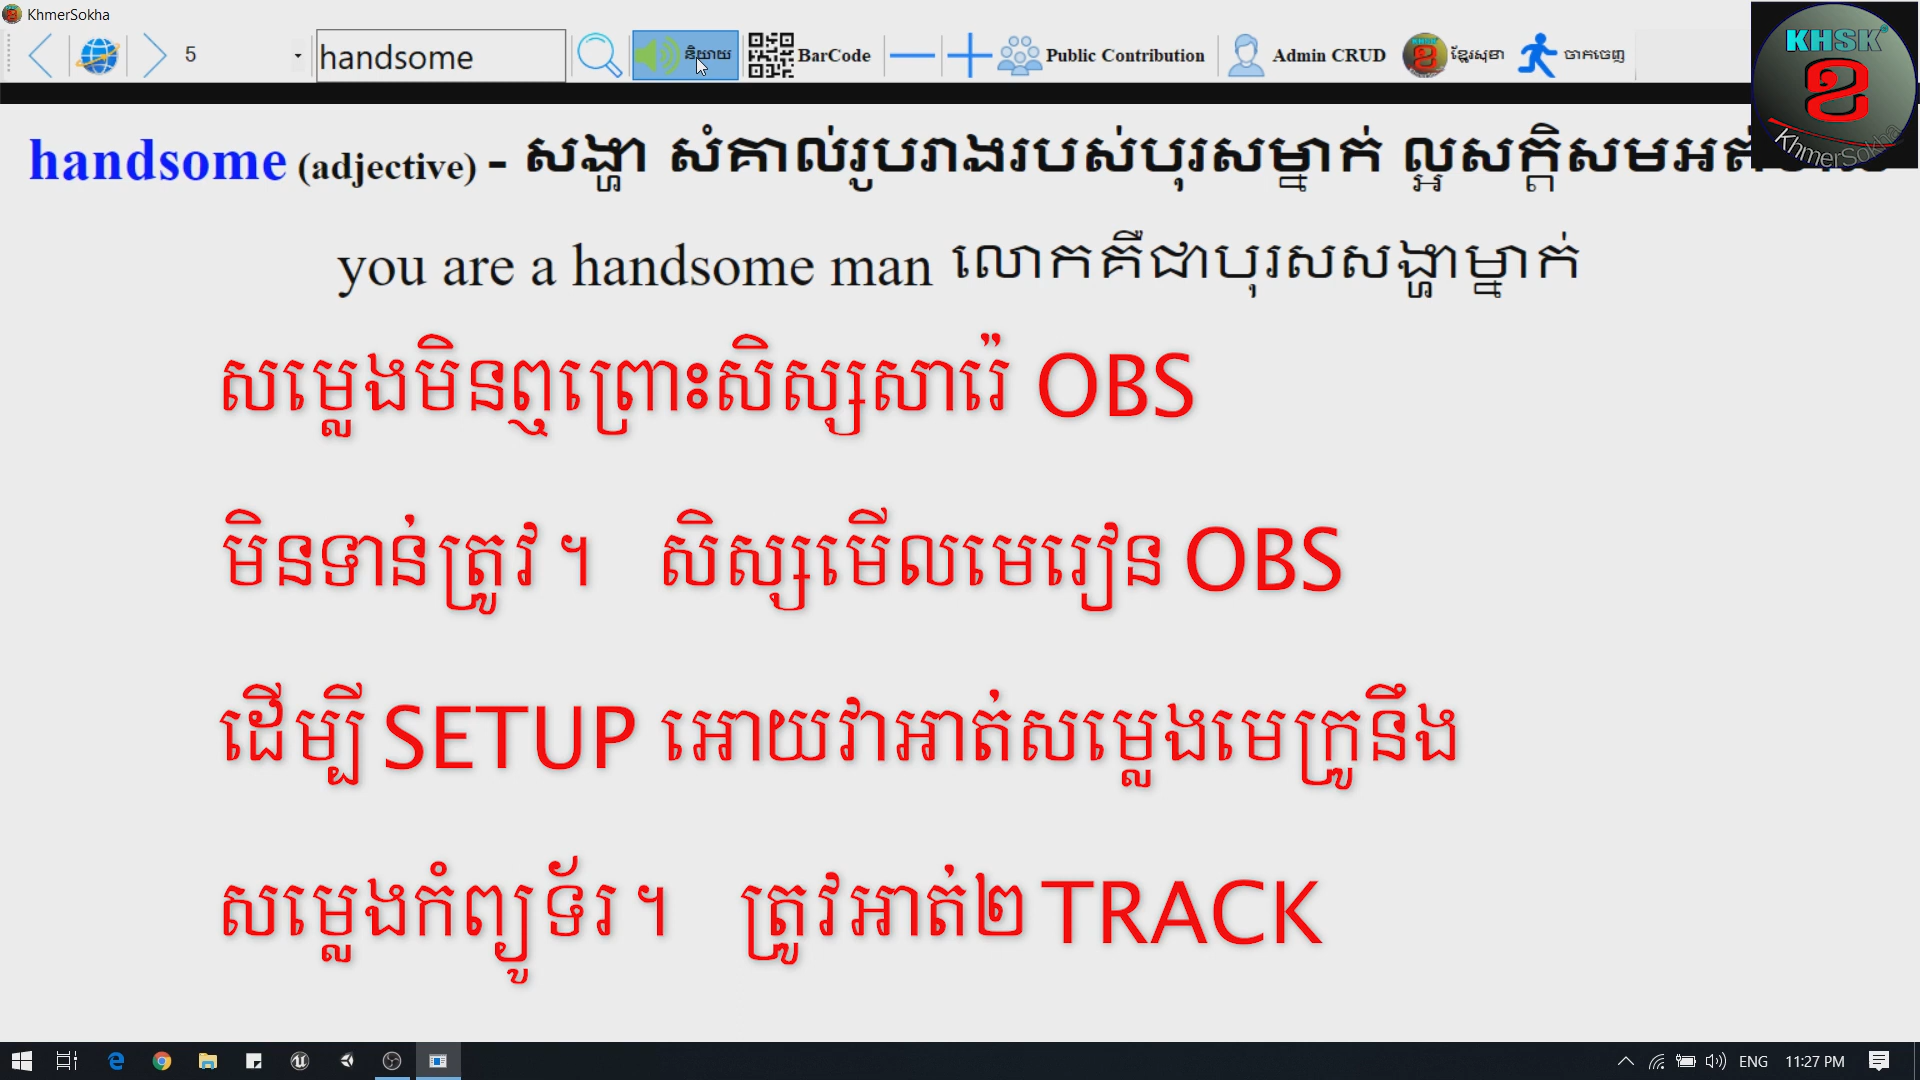 KhmerSokha
5 handsome និយាយ BarCode Public Contribution Admin CRUD ខ្មែរសុខា ចាកចេញ
KHSK
ខ
KhmerSokha
handsome (adjective) - សង្ហា សំគាល់រូបរាងរបស់បុរសម្នាក់ ល្អសក្ដិសមអត់
you are a handsome man លោកគឺជាបុរសសង្ហាម្នាក់
សម្លេងមិនឮព្រោះសិស្សសារ៉េ OBS
មិនទាន់ត្រូវ ។ សិស្សមើលមេរៀន OBS
ដើម្បី SETUP អោយវាអាត់សម្លេងមេក្រូនឹង
សម្លេងកំព្យូទ័រ ។ ត្រូវអាត់២ TRACK
ENG 11:27 PM